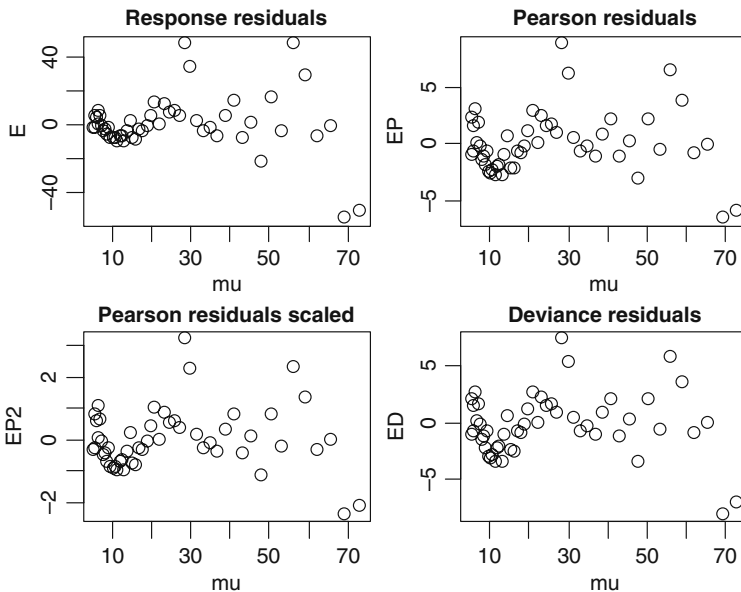 Response residuals
E
40
0
−40
10
30
50
70
mu
Pearson residuals
EP
5
0
−5
10
30
50
70
mu
Pearson residuals scaled
EP2
2
0
−2
10
30
50
70
mu
Deviance residuals
ED
5
0
−5
10
30
50
70
mu